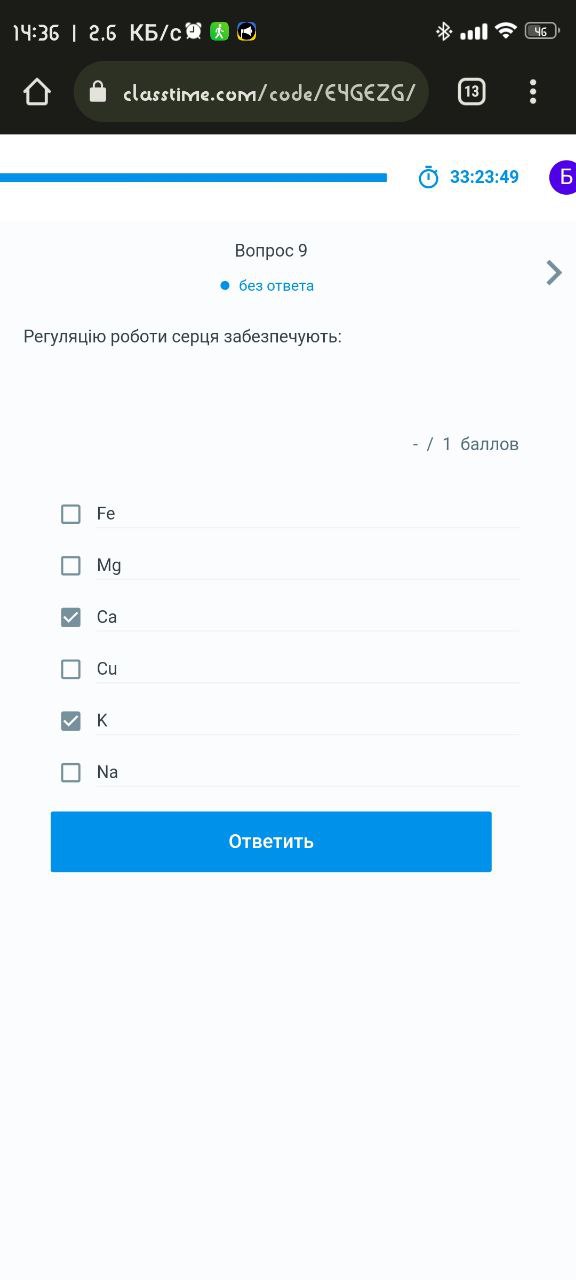 14:36 | 2.6 КБ/с 46
classtime.com/code/E4GEZG/ 13
33:23:49 Б
Вопрос 9
без ответа
Регуляцію роботи серця забезпечують:
- / 1 баллов
Fe
Mg
Ca
Cu
K
Na
Ответить